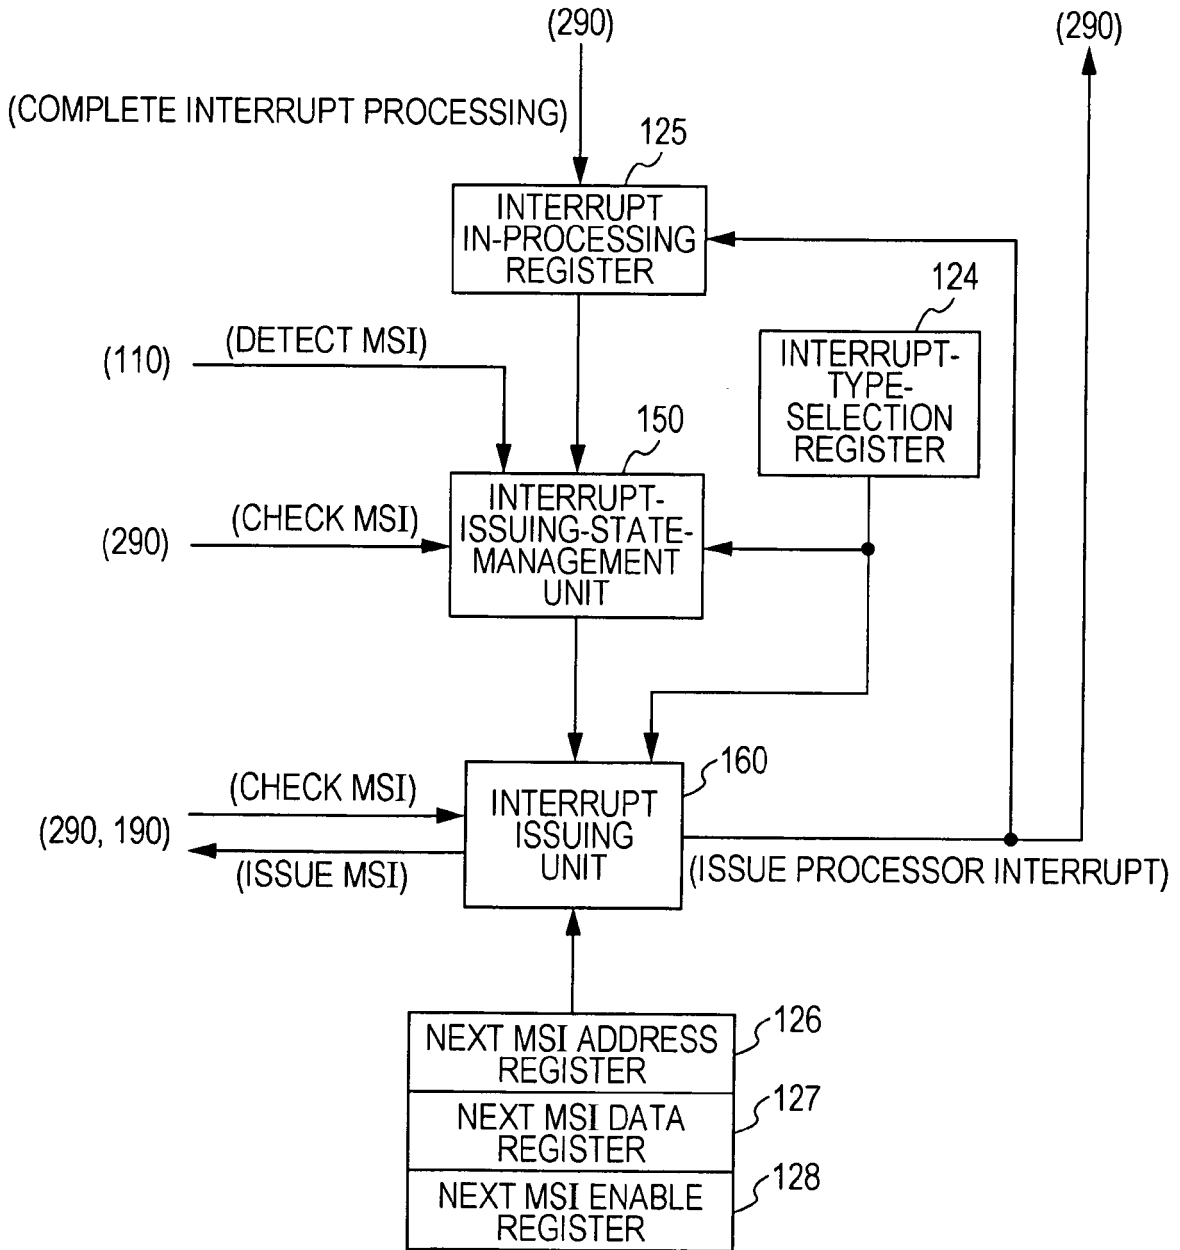 (290)
(290)
(COMPLETE INTERRUPT PROCESSING)
125
INTERRUPT
IN-PROCESSING
REGISTER
124
INTERRUPT-
TYPE-
SELECTION
REGISTER
(DETECT MSI)
(110)
150
INTERRUPT-
ISSUING-STATE-
MANAGEMENT
UNIT
(CHECK MSI)
(290)
160
INTERRUPT
ISSUING
UNIT
(CHECK MSI)
(290, 190)
(ISSUE MSI)
(ISSUE PROCESSOR INTERRUPT)
126
NEXT MSI ADDRESS
REGISTER
127
NEXT MSI DATA
REGISTER
128
NEXT MSI ENABLE
REGISTER